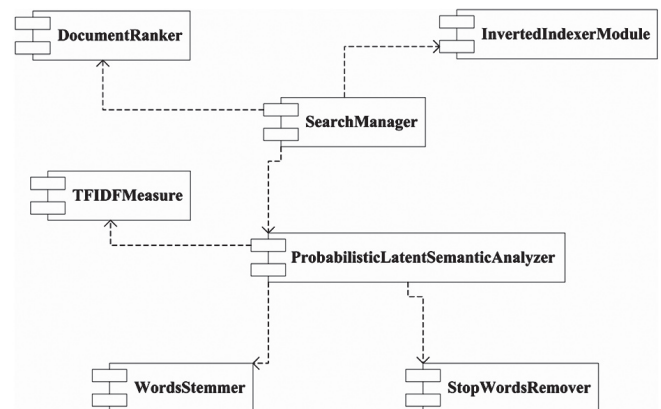 DocumentRanker
InvertedIndexerModule
SearchManager
TFIDFMeasure
ProbabilisticLatentSemanticAnalyzer
WordsStemmer
StopWordsRemover